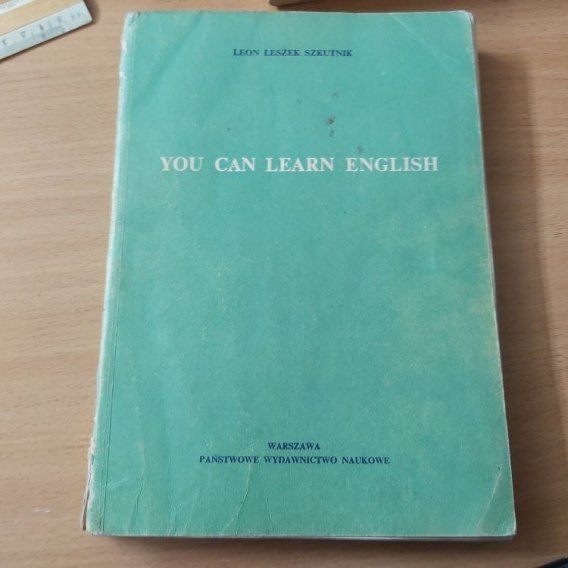 LEON LESZEK SZKUTNIK
YOU CAN LEARN ENGLISH
WARSZAWA
PAŃSTWOWE WYDAWNICTWO NAUKOWE